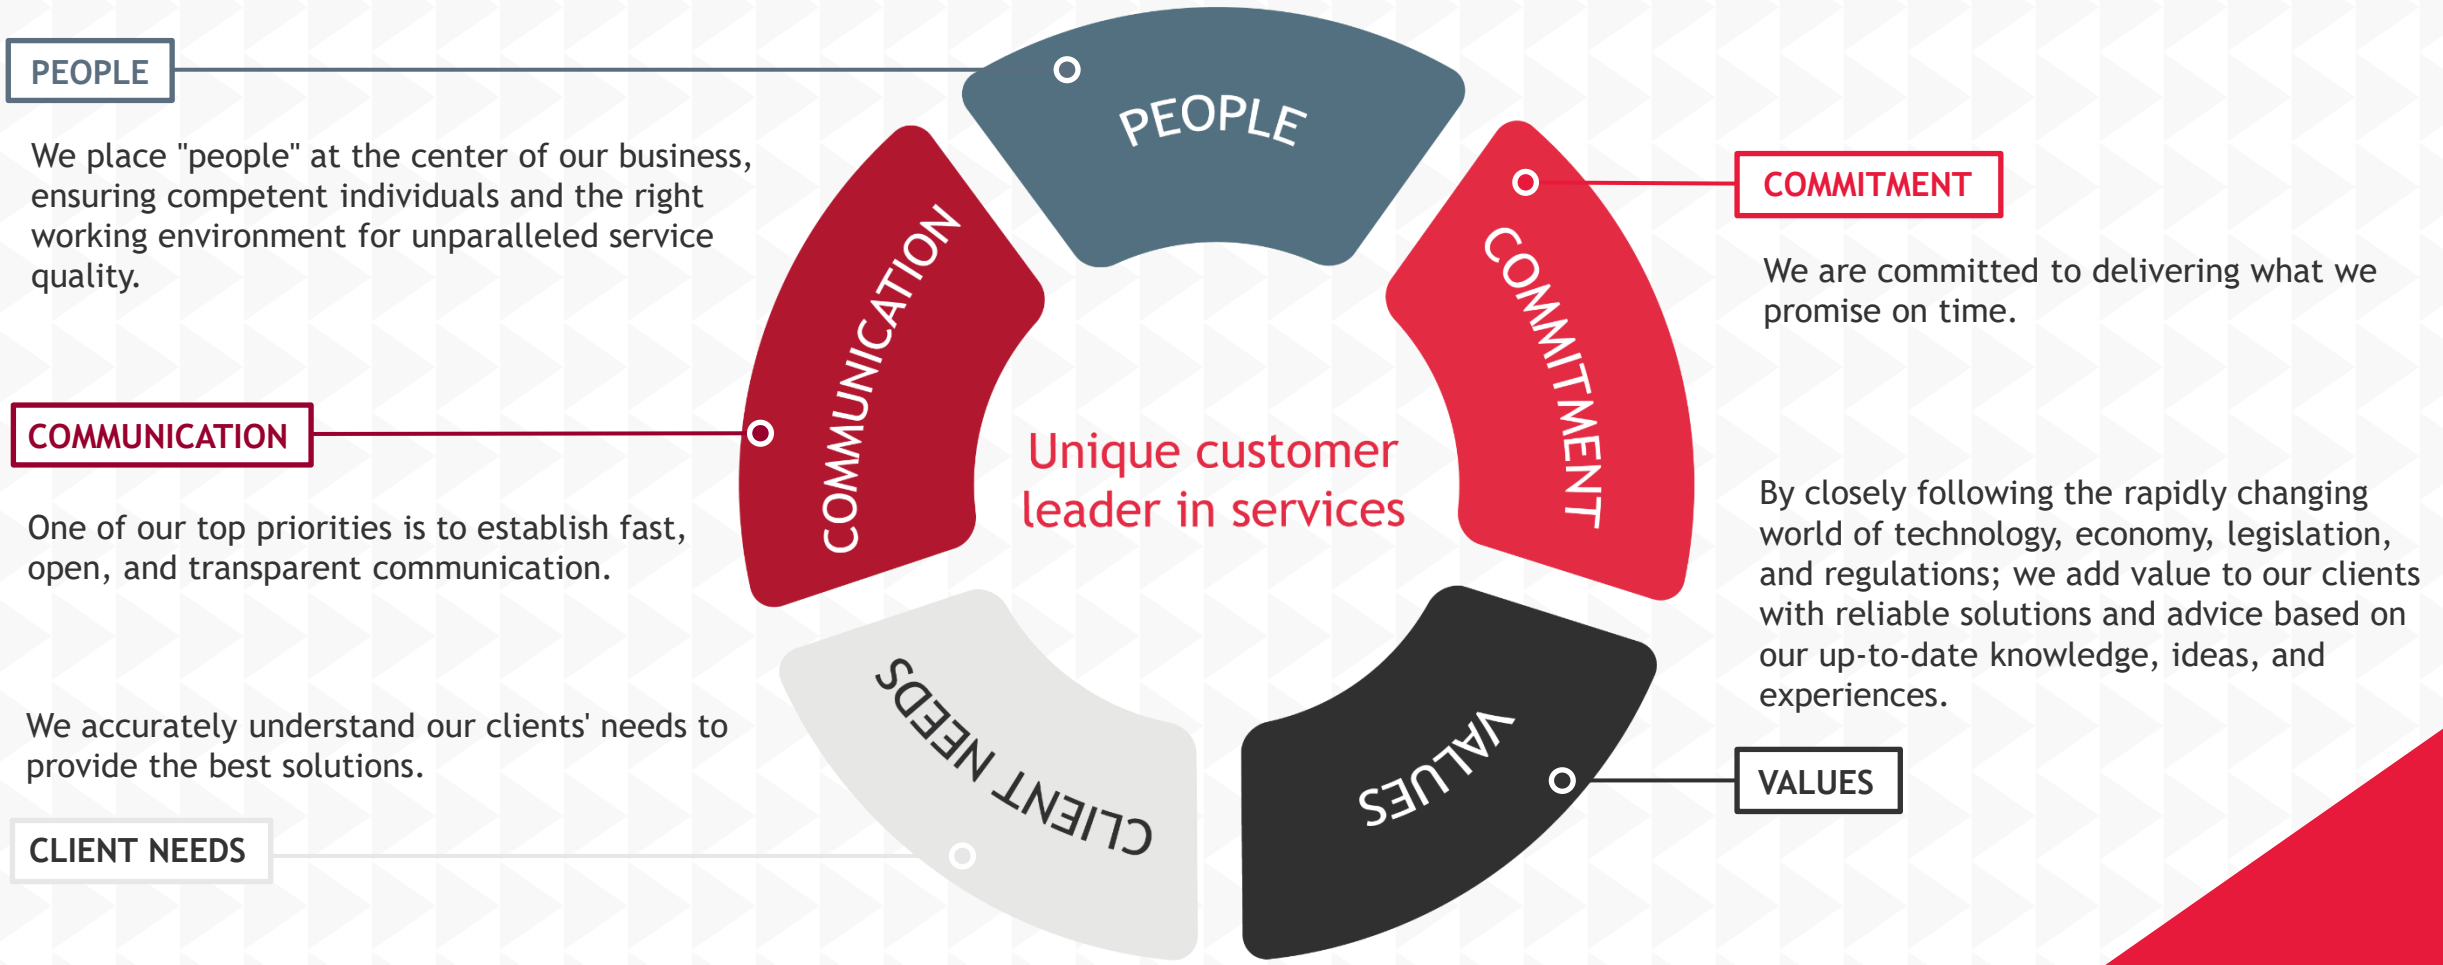 PEOPLE
We place "people" at the center of our business,
ensuring competent individuals and the right
working environment for unparalleled service
quality.
COMMUNICATION
One of our top priorities is to establish fast,
open, and transparent communication.
We accurately understand our clients' needs to
provide the best solutions.
CLIENT NEEDS
PEOPLE
COMMUNICATION
COMMITMENT
Unique customer
leader in services
CLIENT NEEDS
VALUES
COMMITMENT
We are committed to delivering what we
promise on time.
By closely following the rapidly changing
world of technology, economy, legislation,
and regulations; we add value to our clients
with reliable solutions and advice based on
our up-to-date knowledge, ideas, and
experiences.
VALUES